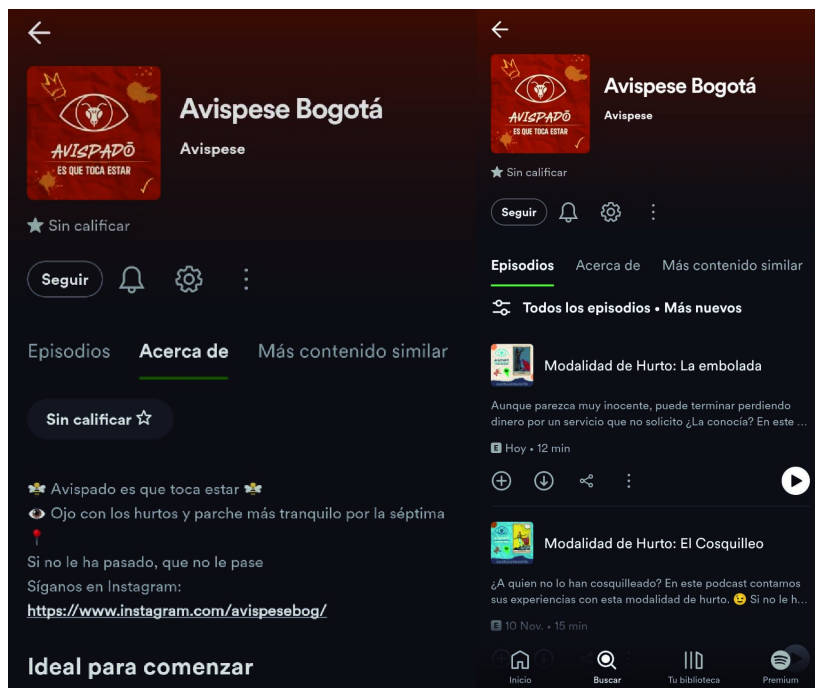 AVISPADŌ
ES QUE TOCA ESTAR
Avispese Bogotá
Avispese
Sin calificar
Seguir
Episodios Acerca de Más contenido similar
Sin calificar
Avispado es que toca estar
Ojo con los hurtos y parche más tranquilo por la séptima
Si no le ha pasado, que no le pase
Síganos en Instagram:
https://www.instagram.com/avispesebog/
Ideal para comenzar
AVISPADŌ
ES QUE TOCA ESTAR
Avispese Bogotá
Avispese
Sin calificar
Seguir
Episodios Acerca de Más contenido similar
Todos los episodios • Más nuevos
Modalidad de Hurto: La embolada
Aunque parezca muy inocente, puede terminar perdiendo
dinero por un servicio que no solicito ¿La conocía? En este ...
E Hoy • 12 min
Modalidad de Hurto: El Cosquilleo
¿A quien no lo han cosquilleado? En este podcast contamos
sus experiencias con esta modalidad de hurto. 😉 Si no le h...
E 10 Nov. • 15 min
Inicio Buscar Tu biblioteca Premium